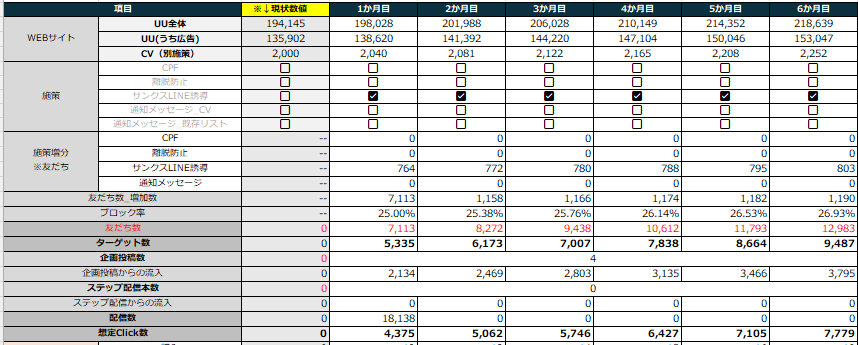 項目 ※↓現状数値 1か月目 2か月目 3か月目 4か月目 5か月目 6か月目
WEBサイト
UU全体 194,145 198,028 201,988 206,028 210,149 214,352 218,639
UU(うち広告) 135,902 138,620 141,392 144,220 147,104 150,046 153,047
CV（別施策） 2,000 2,040 2,081 2,122 2,165 2,208 2,252
施策
CPF
離脱防止
サンクスLINE誘導
通知メッセージ_CV
通知メッセージ_既存リスト
施策増分
※友だち
CPF -- 0 0 0 0 0 0
離脱防止 -- 0 0 0 0 0 0
サンクスLINE誘導 -- 764 772 780 788 795 803
通知メッセージ -- 0 0 0 0 0 0
友だち数_増加数 -- 7,113 1,158 1,166 1,174 1,182 1,190
ブロック率 -- 25.00% 25.38% 25.76% 26.14% 26.53% 26.93%
友だち数 0 7,113 8,272 9,438 10,612 11,793 12,983
ターゲット数 0 5,335 6,173 7,007 7,838 8,664 9,487
企画投稿数 0 4
企画投稿からの流入 0 2,134 2,469 2,803 3,135 3,466 3,795
ステップ配信本数 0 0
ステップ配信からの流入 0 0 0 0 0 0 0
配信数 0 18,138 0 0 0 0 0
想定Click数 0 4,375 5,062 5,746 6,427 7,105 7,779